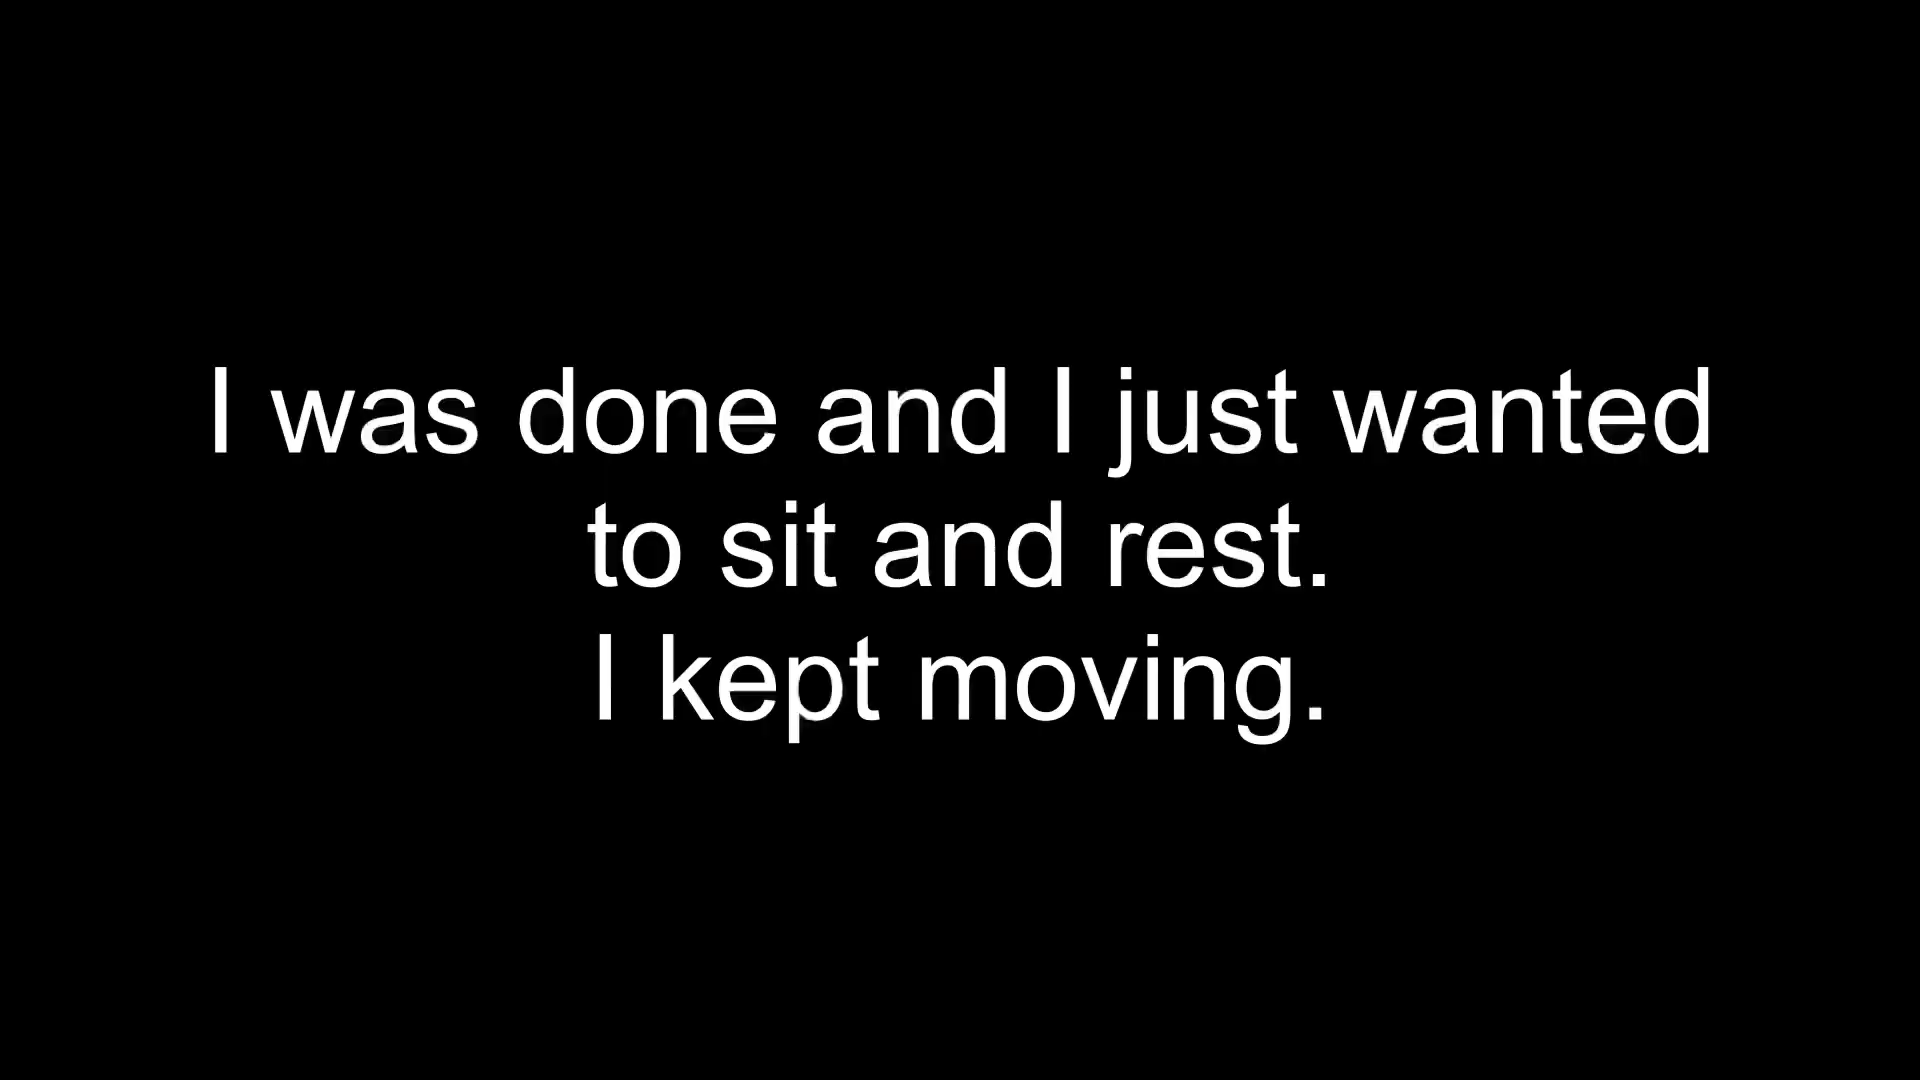 I was done and I just wanted
to sit and rest.
I kept moving.